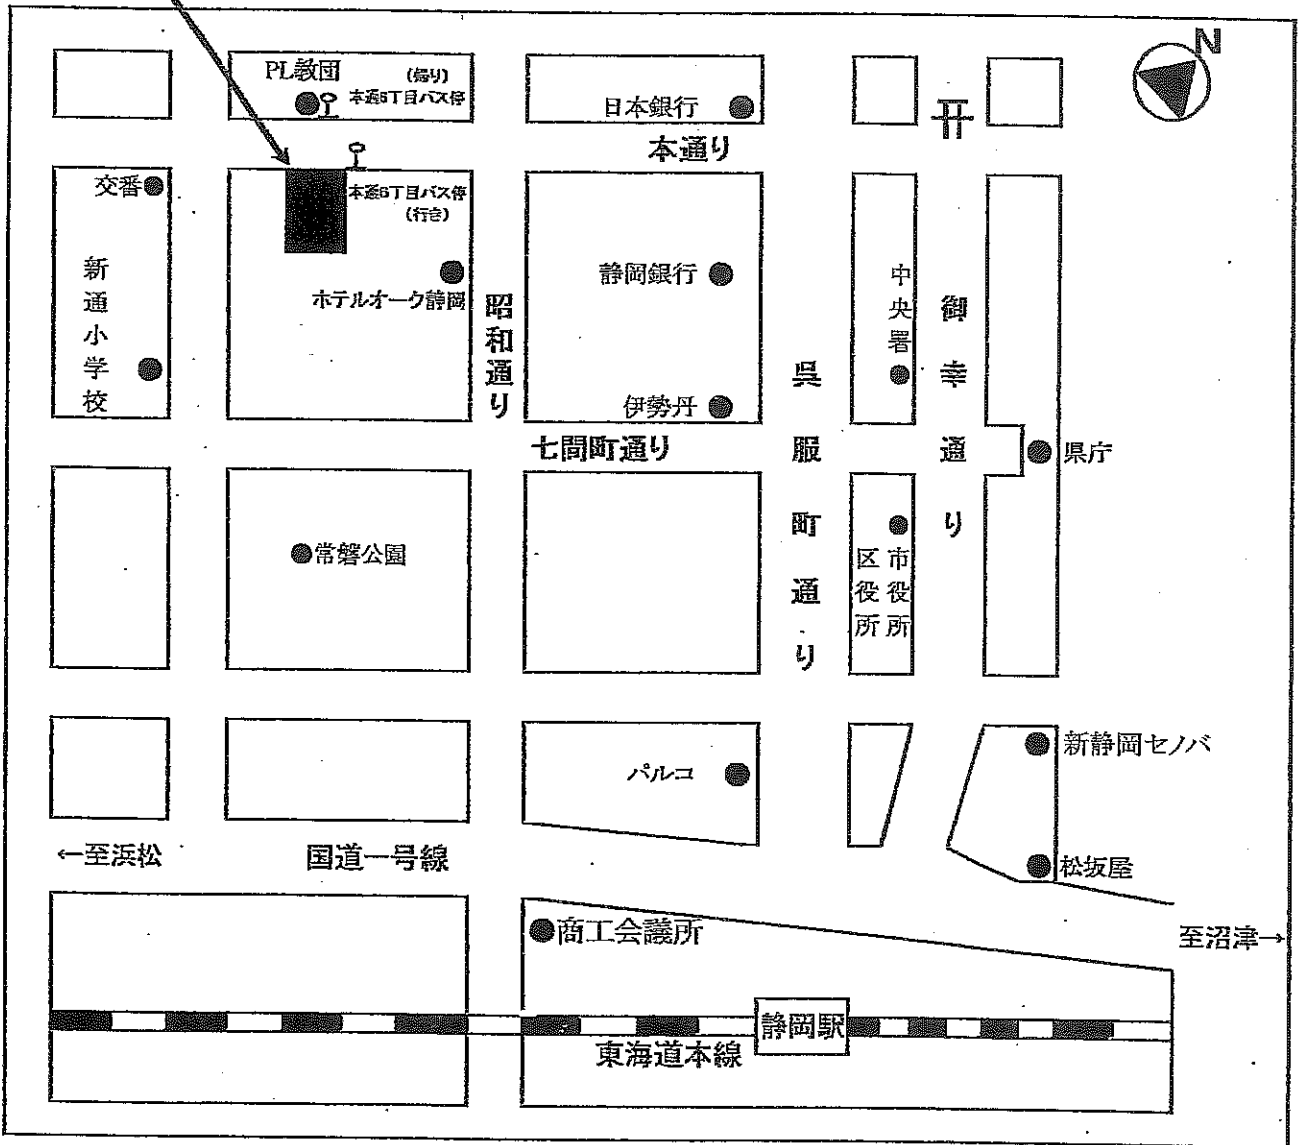 N
PL教団
(帰り)
本通6丁目バス停
日本銀行
本通り
交番
本通6丁目バス停
(行き)
新通小学校
ホテルオーク静岡
昭和通り
静岡銀行
中央署
御幸通り
呉服町通り
伊勢丹
七間町通り
県庁
常磐公園
市役所
区役所
パルコ
新静岡セノバ
←至浜松
国道一号線
松坂屋
商工会議所
至沼津→
静岡駅
東海道本線